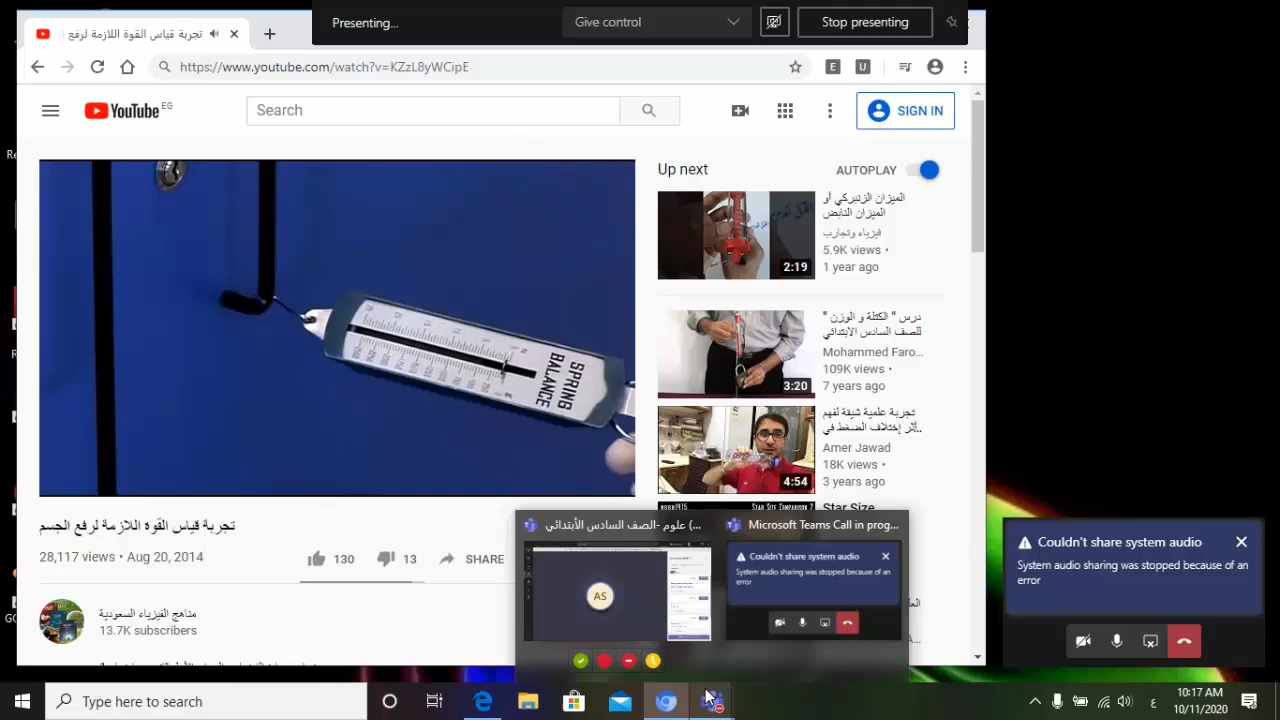 Presenting...
Give control
Stop presenting
تجربة قياس القوة اللازمة لرفع
https://www.youtube.com/watch?v=KZzL8yWCipE
E
U
YouTube EG
Search
SIGN IN
SPRING
BALANCE
Up next
AUTOPLAY
الميزان الزنبركي أو
الميزان النابض
فيزياء وتجارب
5.9K views •
1 year ago
2:19
درس " الكتلة و الوزن "
للصف السادس الابتدائي
Mohammed Faro...
109K views •
7 years ago
3:20
تجربة علمية شيقة لفهم
أثر إختلاف الضغط في..
Amer Jawad
18K views •
3 years ago
4:54
Star Size
تجربة قياس القوة اللازمة لرفع الجسم
28,117 views • Aug 20, 2014
130
13
SHARE
مناهج الفيزياء السعودية
13.7K subscribers
علوم -الصف السادس الأبتدائي (...
Microsoft Teams Call in prog...
AS
Couldn't share system audio
System audio sharing was stopped because of an
error
Couldn't share system audio
System audio sharing was stopped because of an
error
Type here to search
ع
10:17 AM
10/11/2020